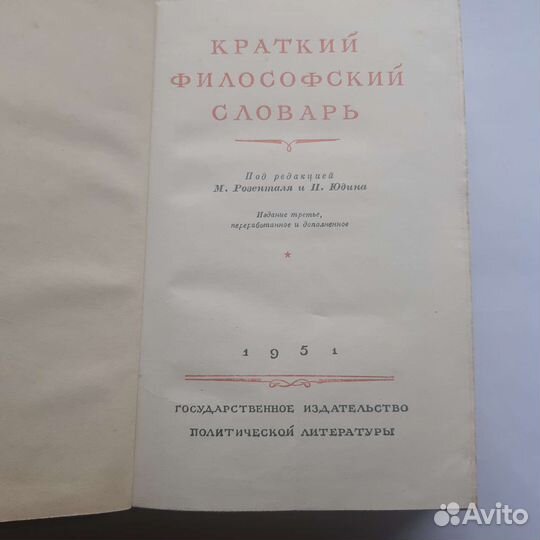 КРАТКИЙ
ФИЛОСОФСКИЙ
СЛОВАРЬ
Под редакцией
М. Розенталя и П. Юдина
Издание третье,
переработанное и дополненное
1951
ГОСУДАРСТВЕННОЕ ИЗДАТЕЛЬСТВО
ПОЛИТИЧЕСКОЙ ЛИТЕРАТУРЫ
Avito